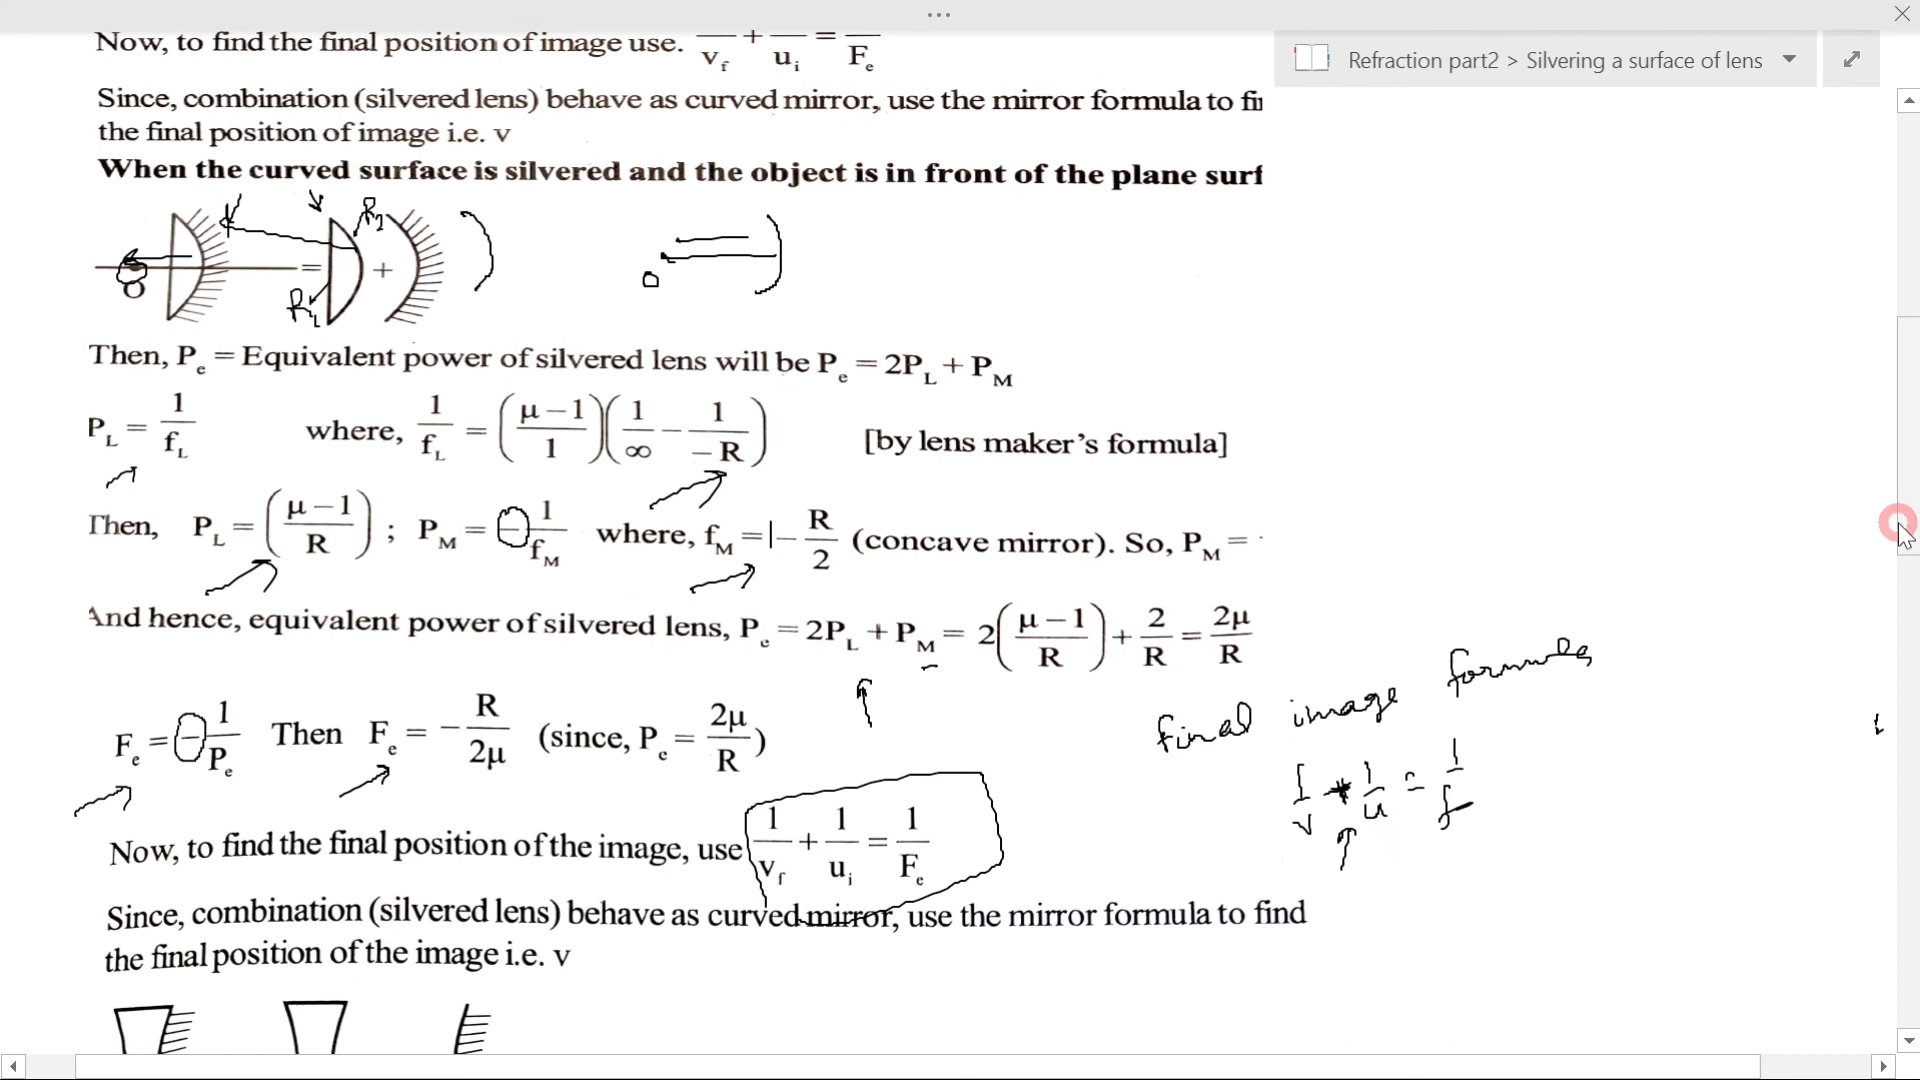 Refraction part2 > Silvering a surface of lens
Now, to find the final position of image use. — + — = —
v_f u_i F_e
Since, combination (silvered lens) behave as curved mirror, use the mirror formula to
the final position of image i.e. v
When the curved surface is silvered and the object is in front of the plane
R2
= + 
O
R1
Then, P_e = Equivalent power of silvered lens will be P_e = 2P_L + P_M
P_L = 1/f_L where, 1/f_L = ((μ−1)/1)(1/∞ − 1/−R) [by lens maker's formula]
Then, P_L = ((μ−1)/R) ; P_M = −1/f_M where, f_M = −R/2 (concave mirror). So, P_M =
And hence, equivalent power of silvered lens, P_e = 2P_L + P_M = 2((μ−1)/R) + 2/R = 2μ/R
F_e = −1/P_e Then F_e = −R/2μ (since, P_e = 2μ/R)
final image formula
1/v + 1/u = 1/f
Now, to find the final position of the image, use 1/v_f + 1/u_i = 1/F_e
Since, combination (silvered lens) behave as curved mirror, use the mirror formula to find
the final position of the image i.e. v